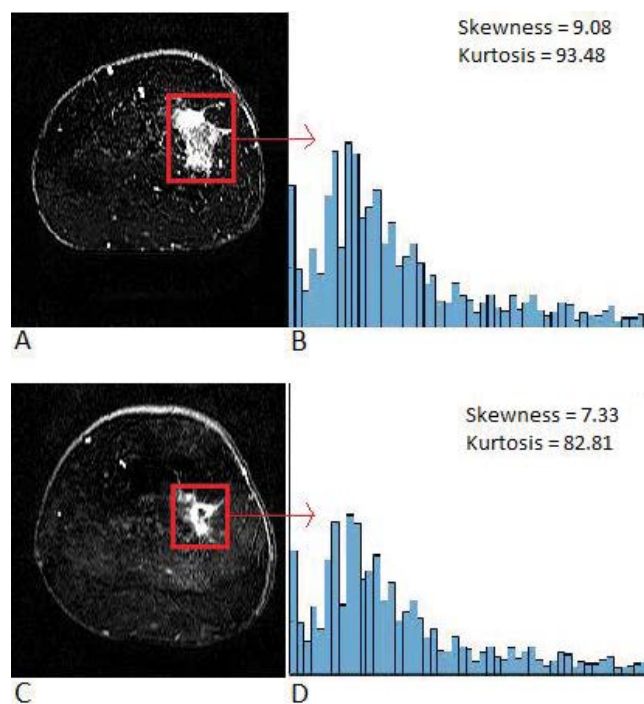 Skewness = 9.08
Kurtosis = 93.48
A
B
Skewness = 7.33
Kurtosis = 82.81
C
D